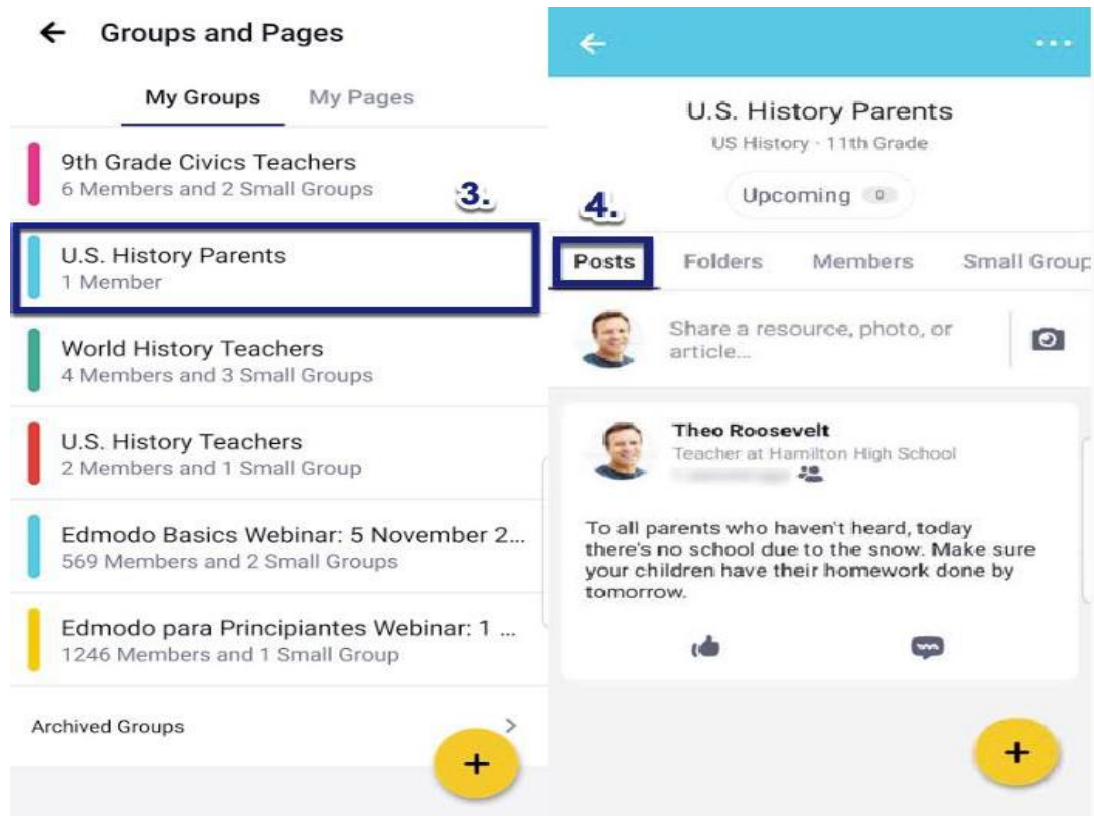 Groups and Pages
My Groups My Pages
9th Grade Civics Teachers
6 Members and 2 Small Groups
3.
U.S. History Parents
1 Member
World History Teachers
4 Members and 3 Small Groups
U.S. History Teachers
2 Members and 1 Small Group
Edmodo Basics Webinar: 5 November 2...
569 Members and 2 Small Groups
Edmodo para Principiantes Webinar: 1 ...
1246 Members and 1 Small Group
Archived Groups
U.S. History Parents
US History · 11th Grade
Upcoming 0
4.
Posts Folders Members Small Group
Share a resource, photo, or
article...
Theo Roosevelt
Teacher at Hamilton High School
To all parents who haven't heard, today
there's no school due to the snow. Make sure
your children have their homework done by
tomorrow.